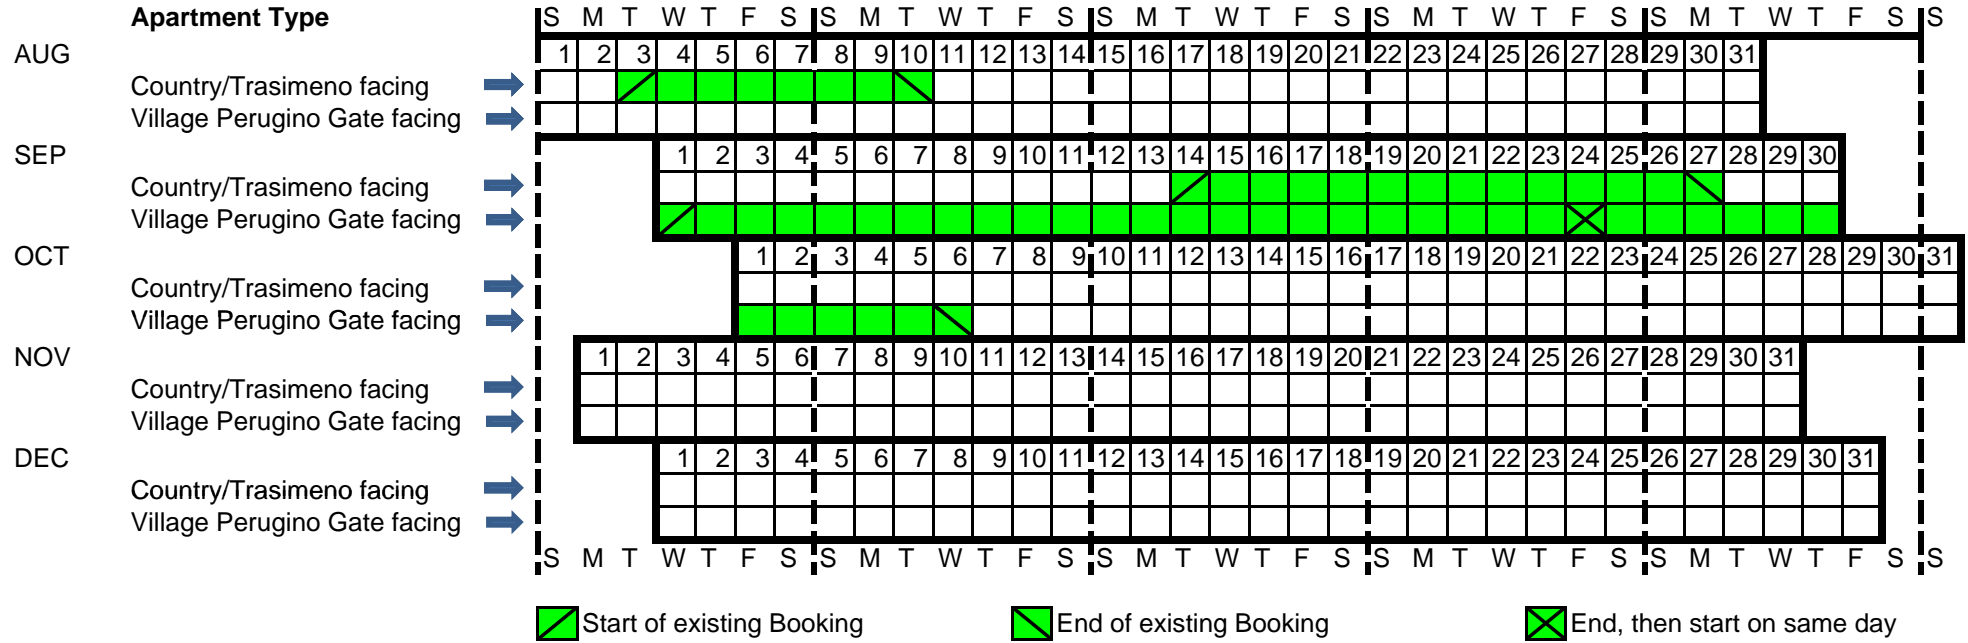 Apartment Type S M T W T F S S M T W T F S S M T W T F S S M T W T F S S M T W T F S S
AUG 1 2 3 4 5 6 7 8 9 10 11 12 13 14 15 16 17 18 19 20 21 22 23 24 25 26 27 28 29 30 31
Country/Trasimeno facing
Village Perugino Gate facing
SEP 1 2 3 4 5 6 7 8 9 10 11 12 13 14 15 16 17 18 19 20 21 22 23 24 25 26 27 28 29 30
Country/Trasimeno facing
Village Perugino Gate facing
OCT 1 2 3 4 5 6 7 8 9 10 11 12 13 14 15 16 17 18 19 20 21 22 23 24 25 26 27 28 29 30 31
Country/Trasimeno facing
Village Perugino Gate facing
NOV 1 2 3 4 5 6 7 8 9 10 11 12 13 14 15 16 17 18 19 20 21 22 23 24 25 26 27 28 29 30 31
Country/Trasimeno facing
Village Perugino Gate facing
DEC 1 2 3 4 5 6 7 8 9 10 11 12 13 14 15 16 17 18 19 20 21 22 23 24 25 26 27 28 29 30 31
Country/Trasimeno facing
Village Perugino Gate facing
S M T W T F S S M T W T F S S M T W T F S S M T W T F S S M T W T F S S
Start of existing Booking End of existing Booking End, then start on same day